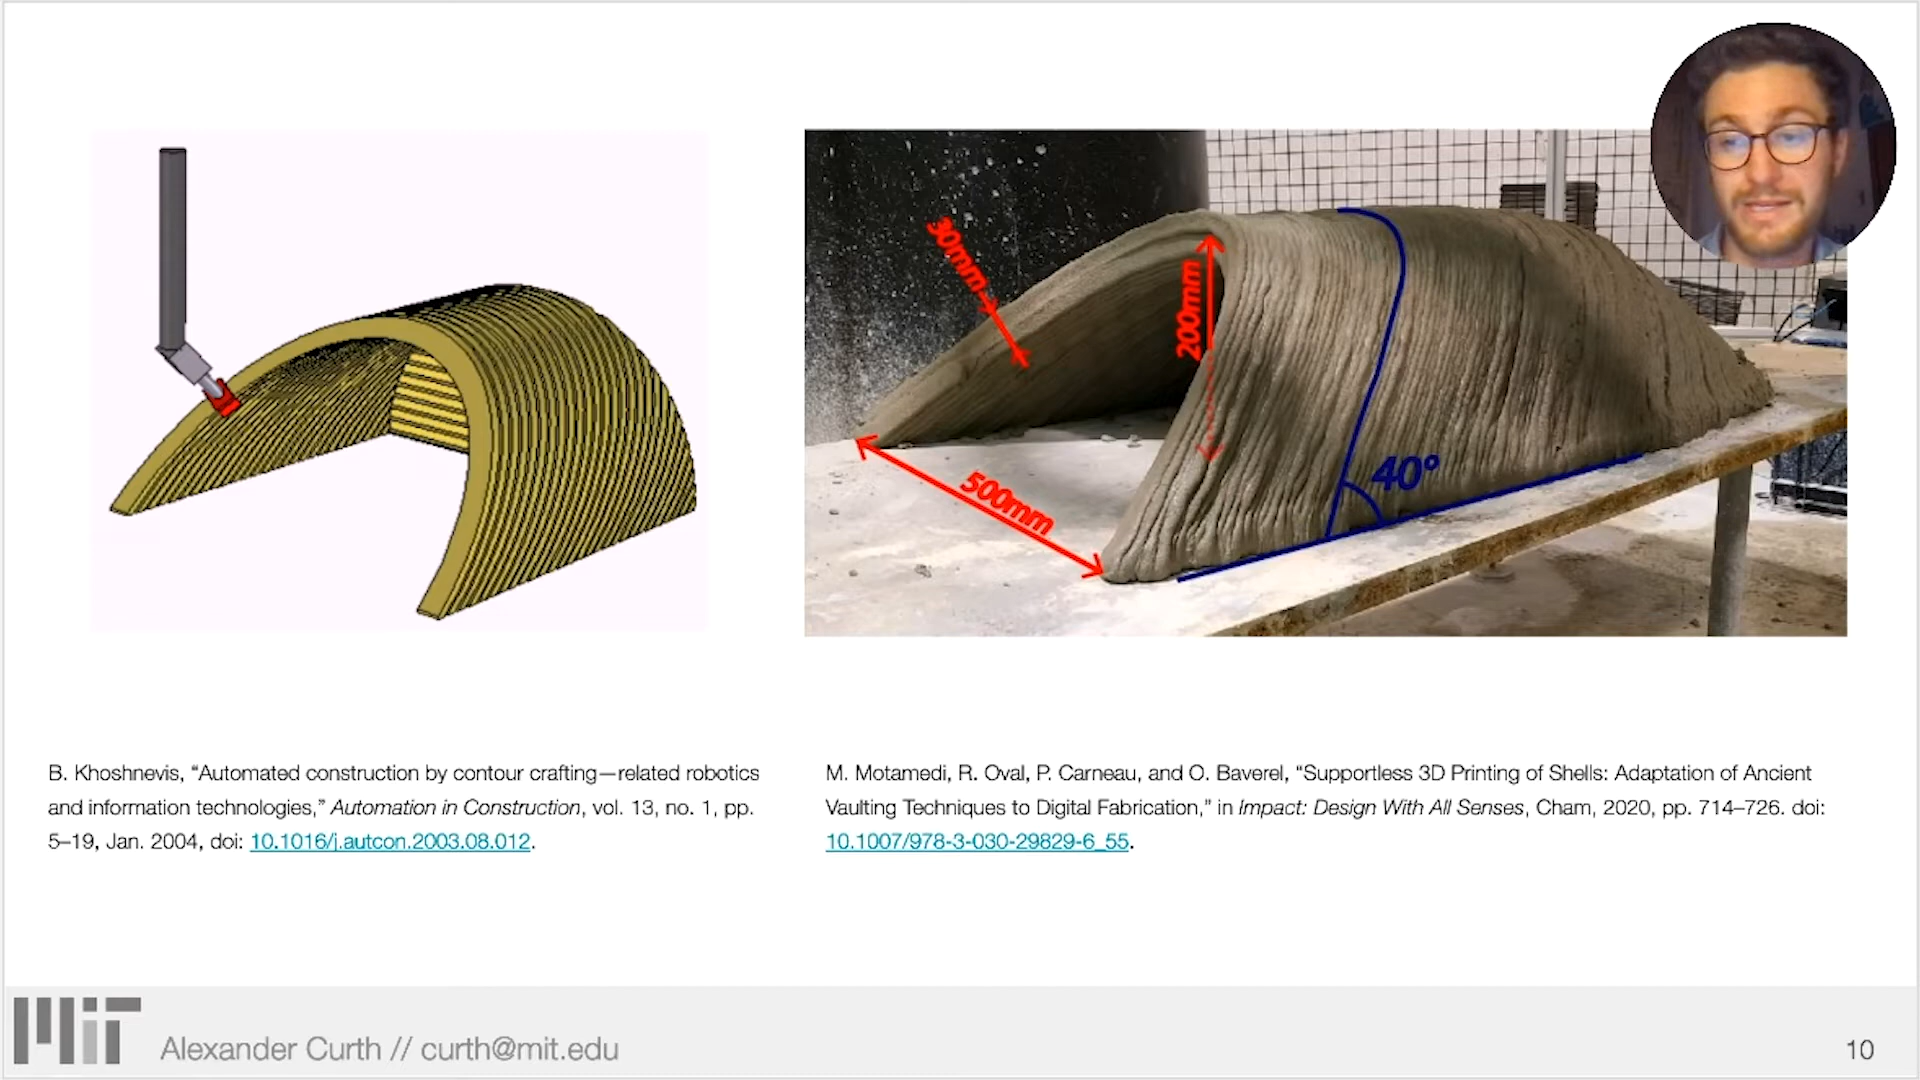 30mm
200mm
500mm
40°
B. Khoshnevis, “Automated construction by contour crafting—related robotics
and information technologies,” Automation in Construction, vol. 13, no. 1, pp.
5–19, Jan. 2004, doi: 10.1016/j.autcon.2003.08.012.
M. Motamedi, R. Oval, P. Carneau, and O. Baverel, “Supportless 3D Printing of Shells: Adaptation of Ancient
Vaulting Techniques to Digital Fabrication,” in Impact: Design With All Senses, Cham, 2020, pp. 714–726. doi:
10.1007/978-3-030-29829-6_55.
MIT
Alexander Curth // curth@mit.edu
10